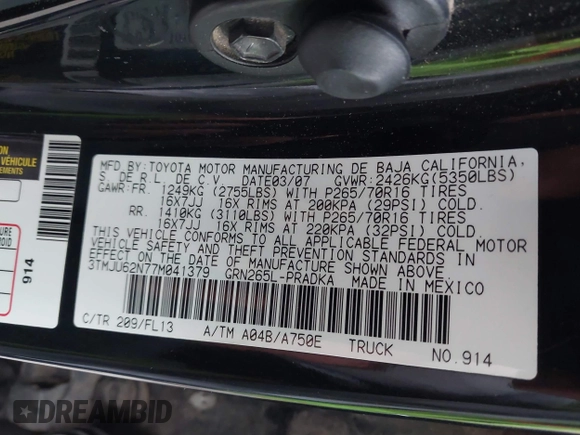 MFD.BY:TOYOTA MOTOR MANUFACTURING DE BAJA CALIFORNIA,
S. DE R.L. DE C.V. DATE03/07 GVWR:2426KG(5350LBS)
GAWR:FR. 1249KG (2755LBS) WITH P265/70R16 TIRES
16X7JJ 16X RIMS AT 200KPA (29PSI) COLD.
RR. 1410KG (3110LBS) WITH P265/70R16 TIRES
16X7JJ 16X RIMS AT 220KPA (32PSI) COLD.
THIS VEHICLE CONFORMS TO ALL APPLICABLE FEDERAL MOTOR
VEHICLE SAFETY AND THEFT PREVENTION STANDARDS IN
EFFECT ON THE DATE OF MANUFACTURE SHOWN ABOVE.
3TMJU62N77M041379 GRN265L-PRADKA MADE IN MEXICO
C/TR 209/FL13 A/TM A04B/A750E TRUCK NO.914
VÉHICULE
914
DREAMBID